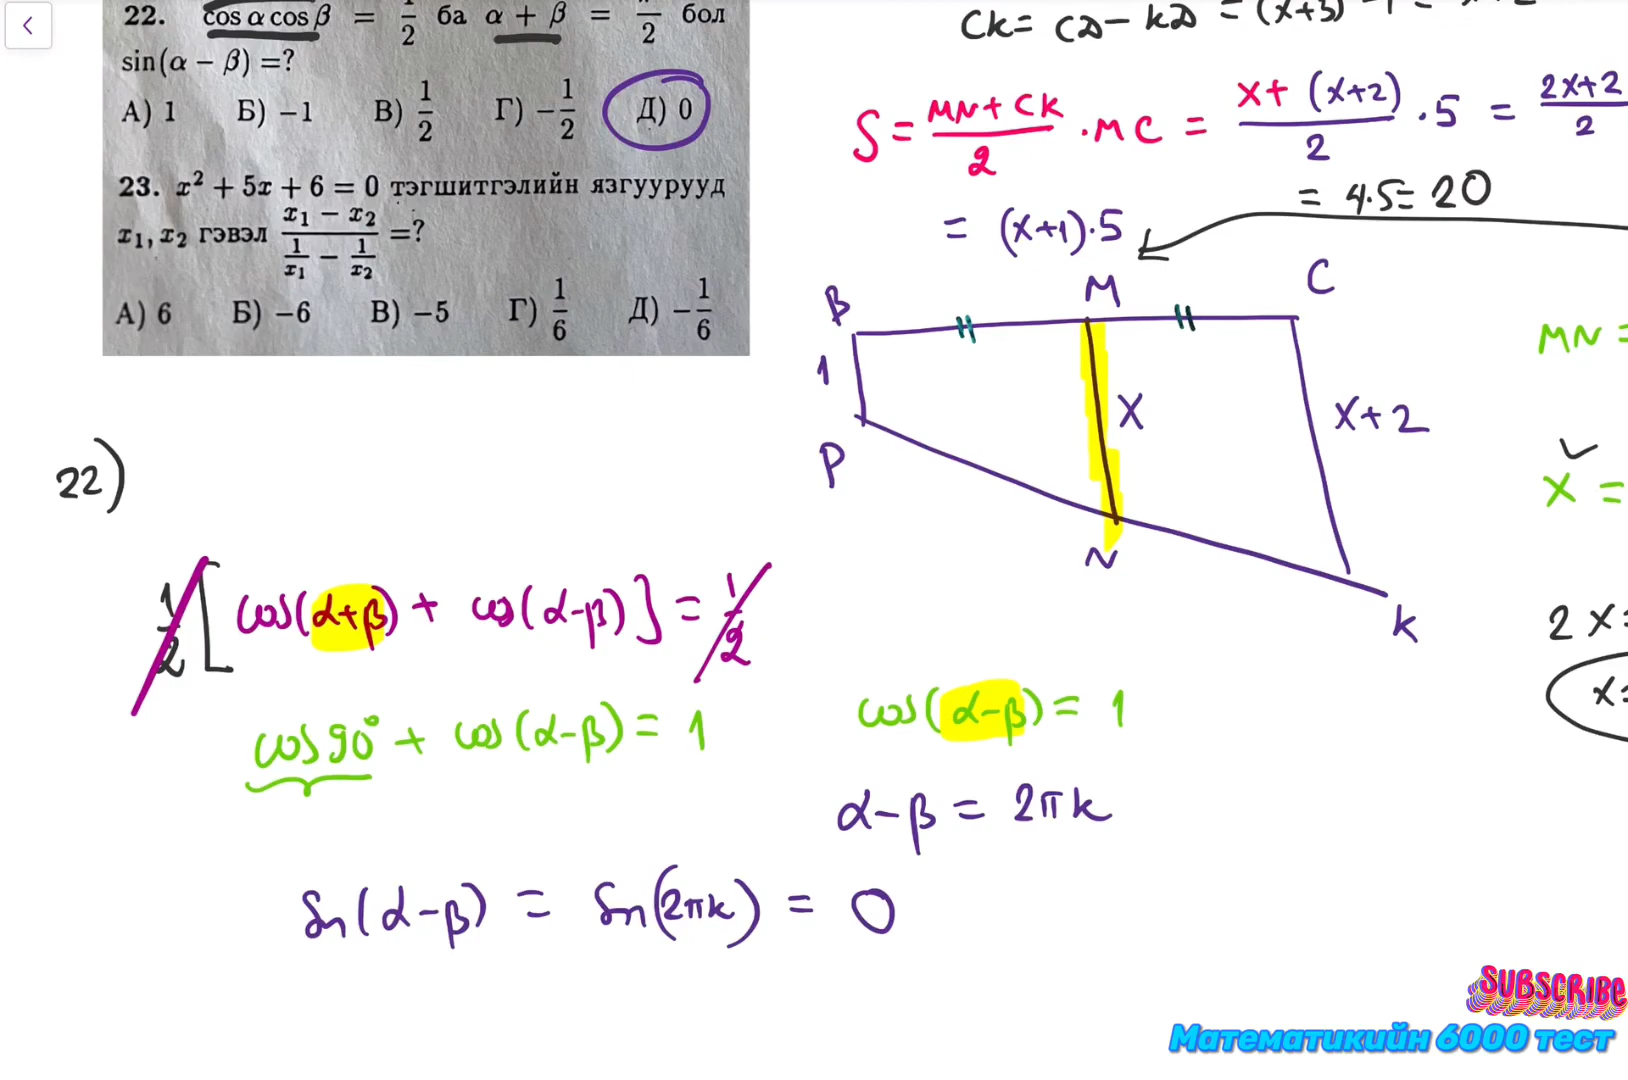 22. cos α cos β = 1/2 ба α + β = π/2 бол
sin(α − β) =?
А) 1 Б) −1 В) 1/2 Г) −1/2 Д) 0
23. x² + 5x + 6 = 0 тэгшитгэлийн язгуурууд
x₁, x₂ гэвэл (x₁ − x₂)/(1/x₁ − 1/x₂) =?
А) 6 Б) −6 В) −5 Г) 1/6 Д) −1/6
CK = CD − KD = (x+3)
S = (MN + CK)/2 · MC = (x + (x+2))/2 · 5 = (2x+2)/2
= 4·5 = 20
= (x+1)·5
B M C
1 x x+2
P N K
MN =
x =
2x =
x =
22)
1/2 [cos(α+β) + cos(α−β)] = 1/2
cos 90° + cos(α−β) = 1
cos(α−β) = 1
α−β = 2πk
sin(α−β) = sin(2πk) = 0
SUBSCRIBE
Математикийн 6000 тест